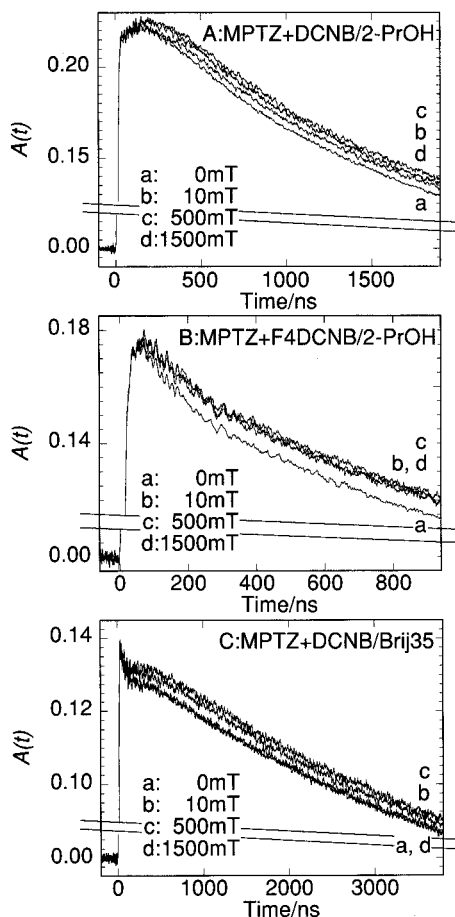 A:MPTZ+DCNB/2-PrOH
0.20
0.15
0.00
A(t)
c
b
d
a
a: 0mT
b: 10mT
c: 500mT
d:1500mT
0 500 1000 1500
Time/ns
B:MPTZ+F4DCNB/2-PrOH
0.18
0.14
0.00
A(t)
c
b, d
a
a: 0mT
b: 10mT
c: 500mT
d:1500mT
0 200 400 600 800
Time/ns
C:MPTZ+DCNB/Brij35
0.14
0.12
0.10
0.00
A(t)
c
b
a, d
a: 0mT
b: 10mT
c: 500mT
d:1500mT
0 1000 2000 3000
Time/ns